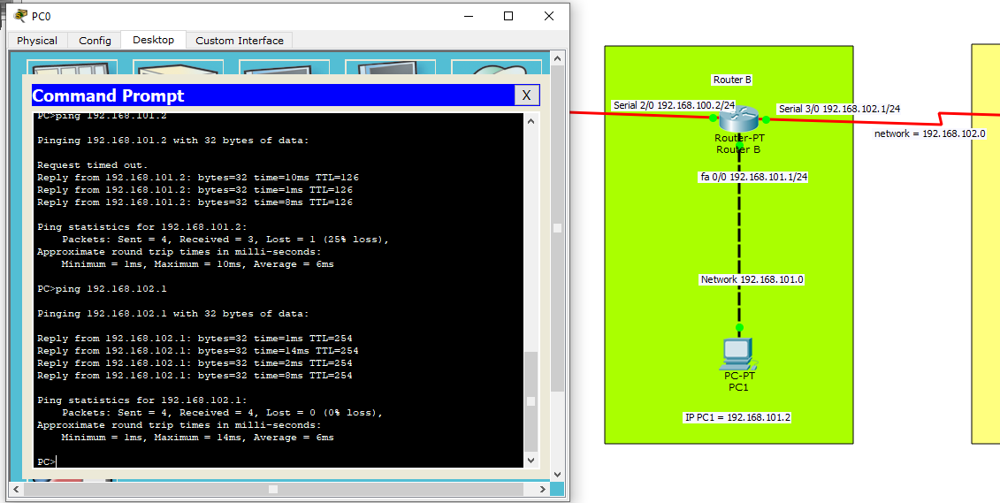 PC0
Physical
Config
Desktop
Custom Interface
Command Prompt
X
PC>ping 192.168.101.2
Pinging 192.168.101.2 with 32 bytes of data:
Request timed out.
Reply from 192.168.101.2: bytes=32 time=10ms TTL=126
Reply from 192.168.101.2: bytes=32 time=1ms TTL=126
Reply from 192.168.101.2: bytes=32 time=8ms TTL=126
Ping statistics for 192.168.101.2:
Packets: Sent = 4, Received = 3, Lost = 1 (25% loss),
Approximate round trip times in milli-seconds:
Minimum = 1ms, Maximum = 10ms, Average = 6ms
PC>ping 192.168.102.1
Pinging 192.168.102.1 with 32 bytes of data:
Reply from 192.168.102.1: bytes=32 time=1ms TTL=254
Reply from 192.168.102.1: bytes=32 time=14ms TTL=254
Reply from 192.168.102.1: bytes=32 time=2ms TTL=254
Reply from 192.168.102.1: bytes=32 time=8ms TTL=254
Ping statistics for 192.168.102.1:
Packets: Sent = 4, Received = 4, Lost = 0 (0% loss),
Approximate round trip times in milli-seconds:
Minimum = 1ms, Maximum = 14ms, Average = 6ms
PC>
Router B
Serial 2/0 192.168.100.2/24
Serial 3/0 192.168.102.1/24
network = 192.168.102.0
Router-PT
Router B
fa 0/0 192.168.101.1/24
Network 192.168.101.0
PC-PT
PC1
IP PC1 = 192.168.101.2